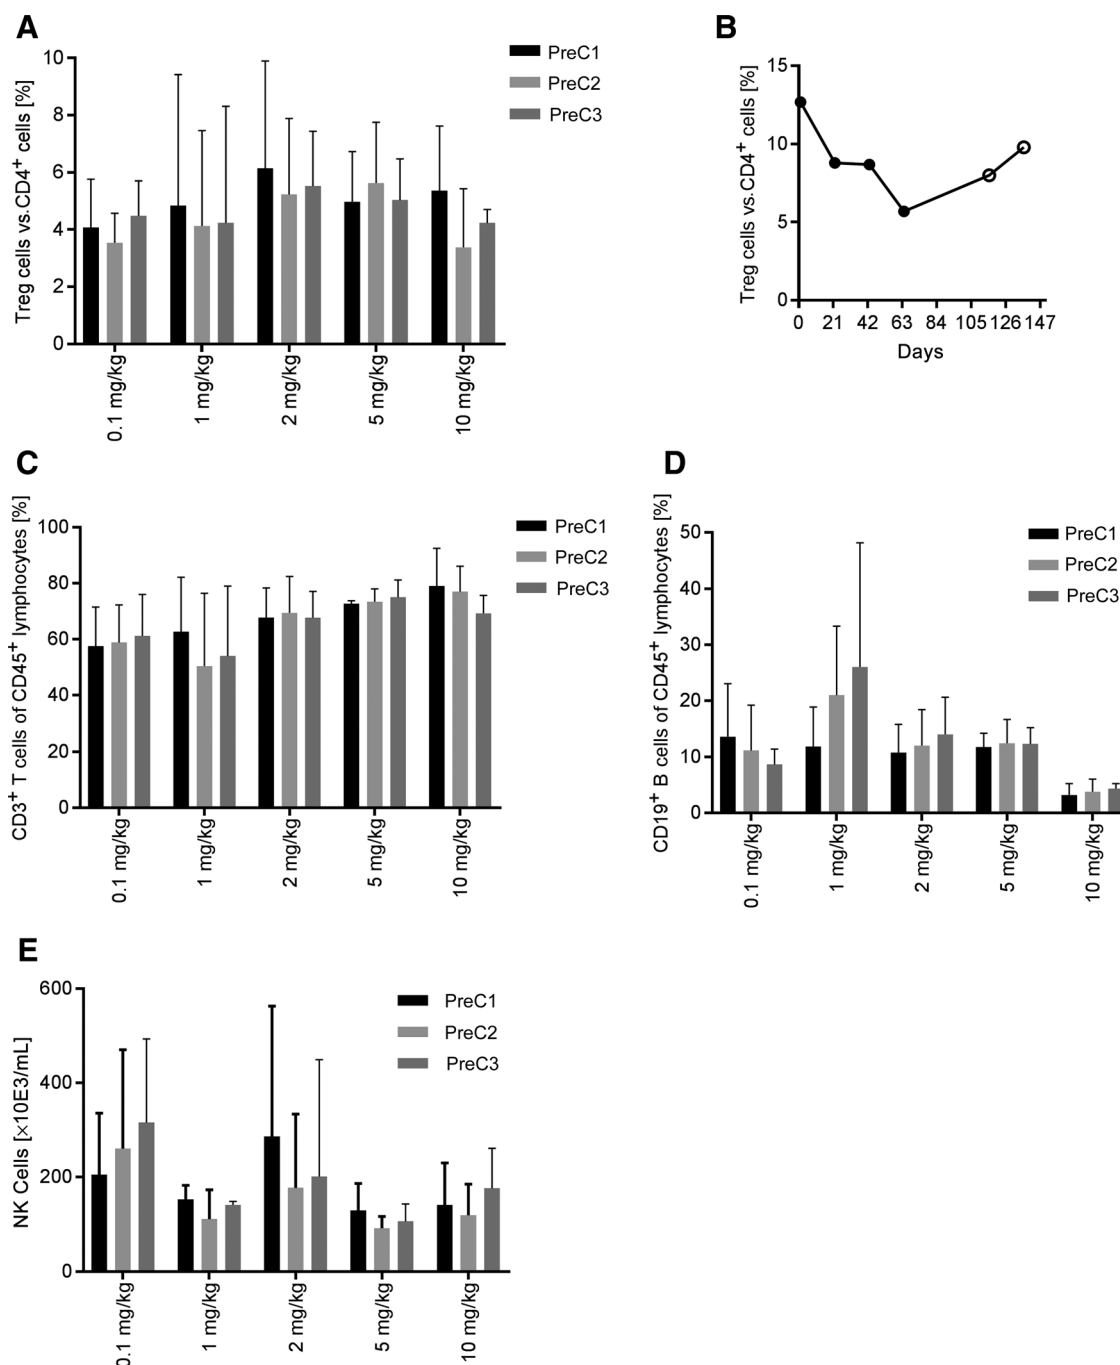 A
Treg cells vs.CD4+ cells [%]
10
8
6
4
2
0
0.1 mg/kg
1 mg/kg
2 mg/kg
5 mg/kg
10 mg/kg
PreC1
PreC2
PreC3
B
Treg cells vs.CD4+ cells [%]
15
10
5
0
0 21 42 63 84 105 126 147
Days
C
CD3+ T cells of CD45+ lymphocytes [%]
100
80
60
40
20
0
0.1 mg/kg
1 mg/kg
2 mg/kg
5 mg/kg
10 mg/kg
PreC1
PreC2
PreC3
D
CD19+ B cells of CD45+ lymphocytes [%]
50
40
30
20
10
0
0.1 mg/kg
1 mg/kg
2 mg/kg
5 mg/kg
10 mg/kg
PreC1
PreC2
PreC3
E
NK Cells [×10E3/mL]
600
400
200
0
0.1 mg/kg
1 mg/kg
2 mg/kg
5 mg/kg
10 mg/kg
PreC1
PreC2
PreC3